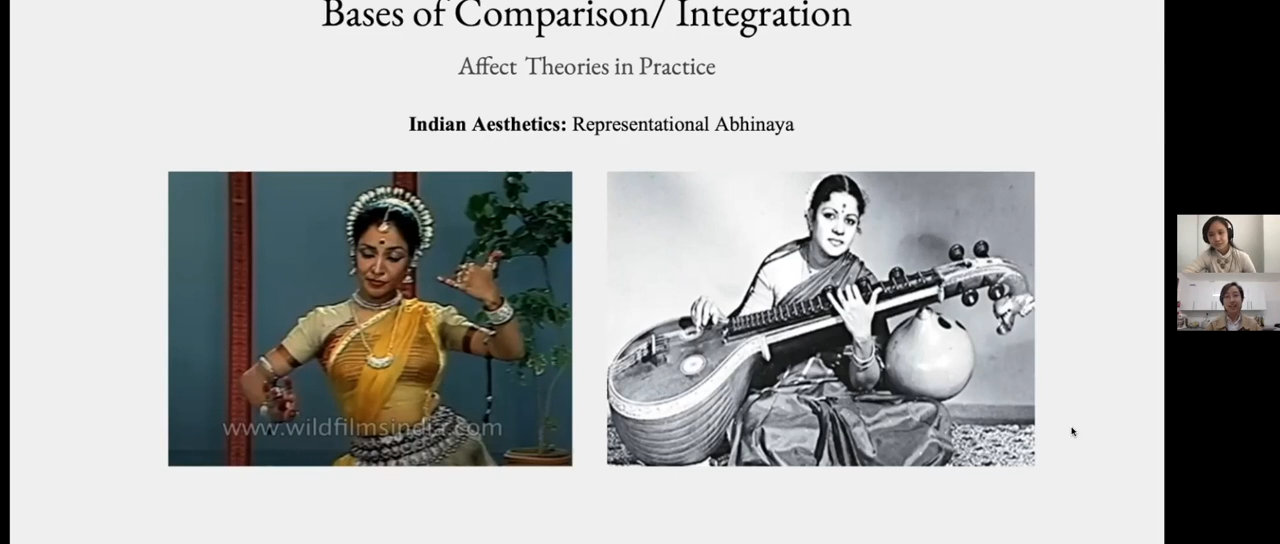 Bases of Comparison/ Integration
Affect Theories in Practice
Indian Aesthetics: Representational Abhinaya
www.wildfilmsindia.com